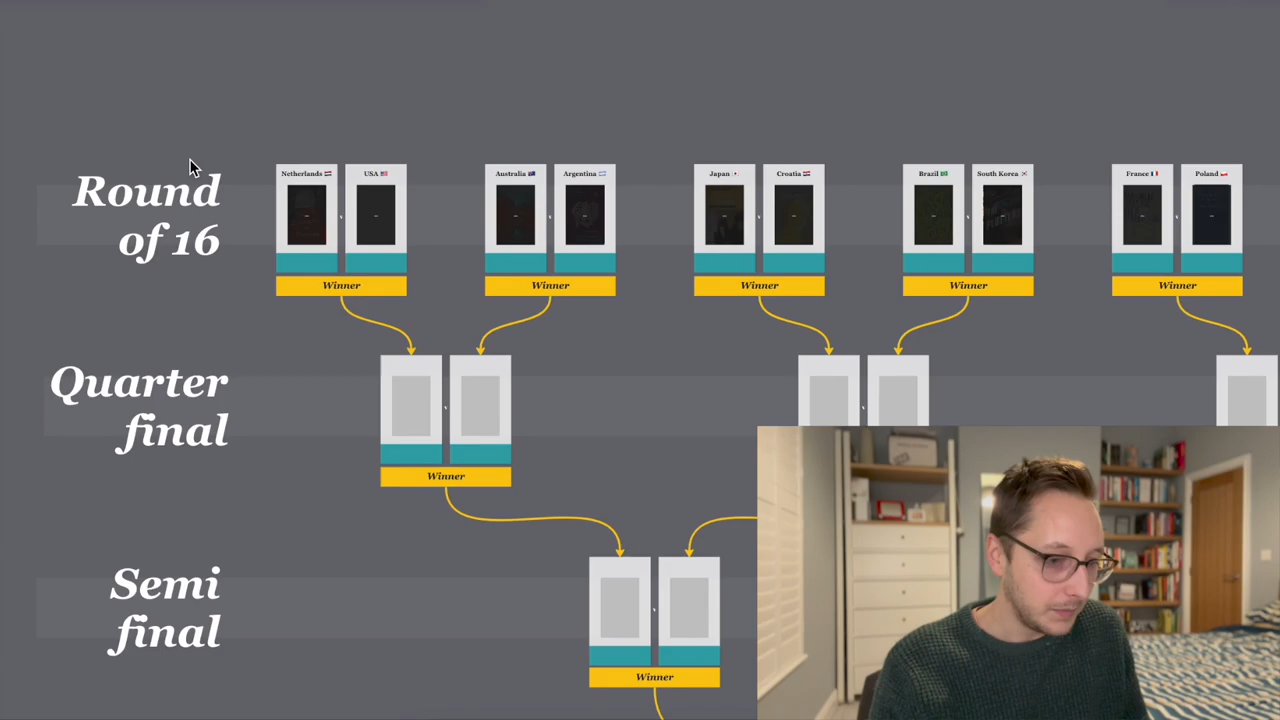 Netherlands USA Australia Argentina Japan Croatia Brazil South Korea France Poland
Round
of 16
Winner Winner Winner Winner Winner
Quarter
final
Winner
Semi
final
Winner